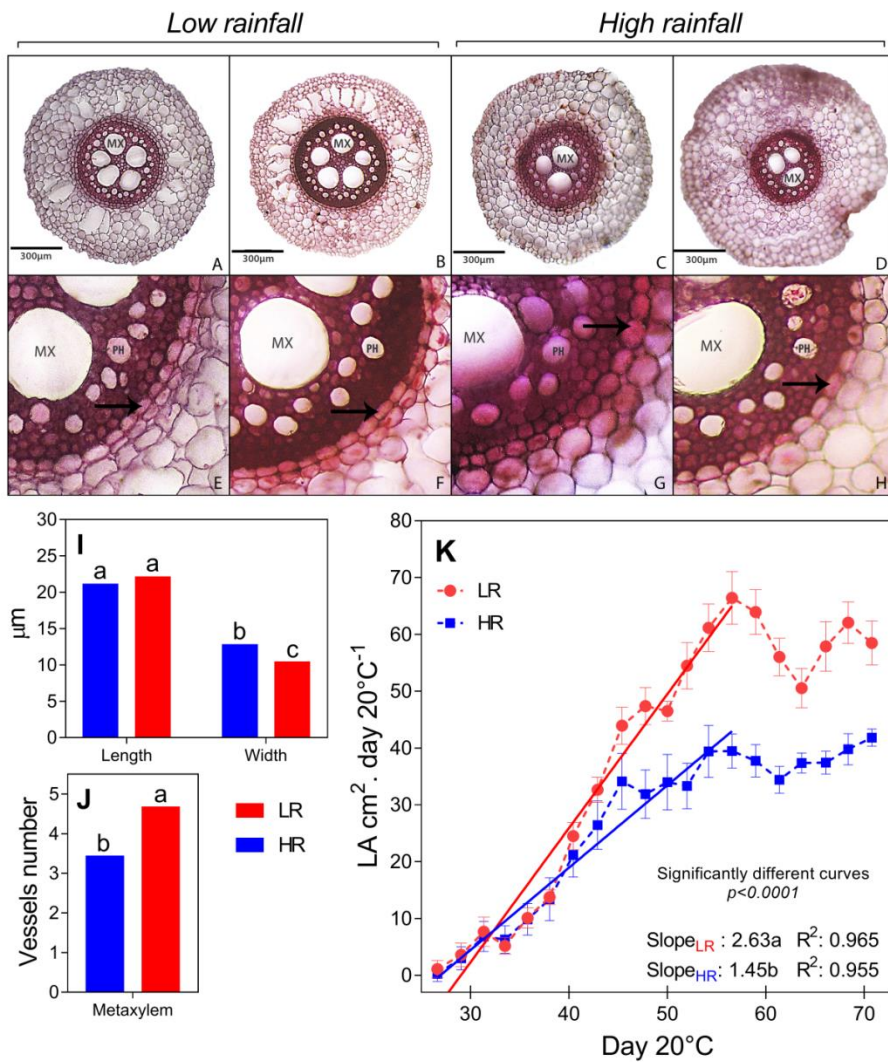 Low rainfall
High rainfall
MX
300µm
A
MX
300µm
B
MX
300µm
C
MX
300µm
D
MX
PH
E
MX
PH
F
MX
PH
G
MX
PH
H
I
µm
30
25
20
15
10
5
0
a
a
b
c
Length
Width
J
Vessels number
5
4
3
2
1
0
b
a
Metaxylem
LR
HR
K
LR
HR
LA cm². day 20°C⁻¹
80
70
60
50
40
30
20
10
0
Significantly different curves
p<0.0001
Slope LR : 2.63a R²: 0.965
Slope HR: 1.45b R²: 0.955
30
40
50
60
70
Day 20°C